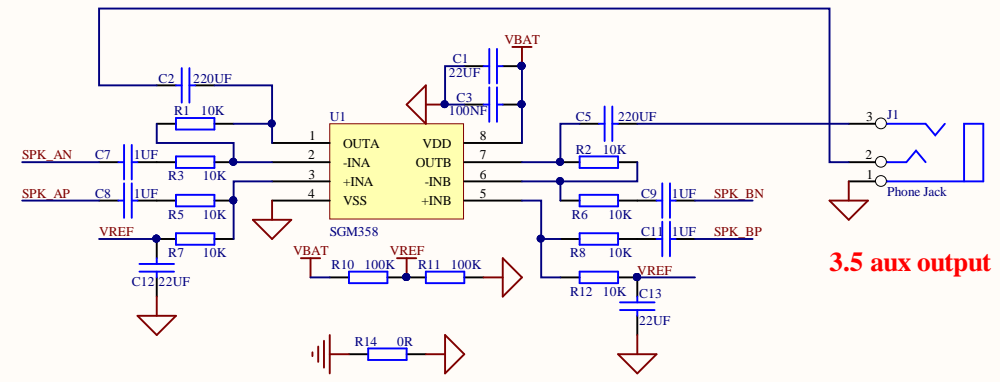 VBAT
C1
22UF
C2 220UF
C3
100NF
R1 10K
U1
C5 220UF
3 J1
1 OUTA VDD 8
R2 10K
SPK_AN C7 1UF
2 -INA OUTB 7
2
R3 10K
3 +INA -INB 6
1
Phone Jack
SPK_AP C8 1UF
4 VSS +INB 5
C9 1UF SPK_BN
R5 10K
R6 10K
VREF
SGM358
C11 1UF SPK_BP
R7 10K
VBAT VREF
R8 10K
3.5 aux output
R10 100K R11 100K
VREF
C12 22UF
R12 10K C13
22UF
R14 0R